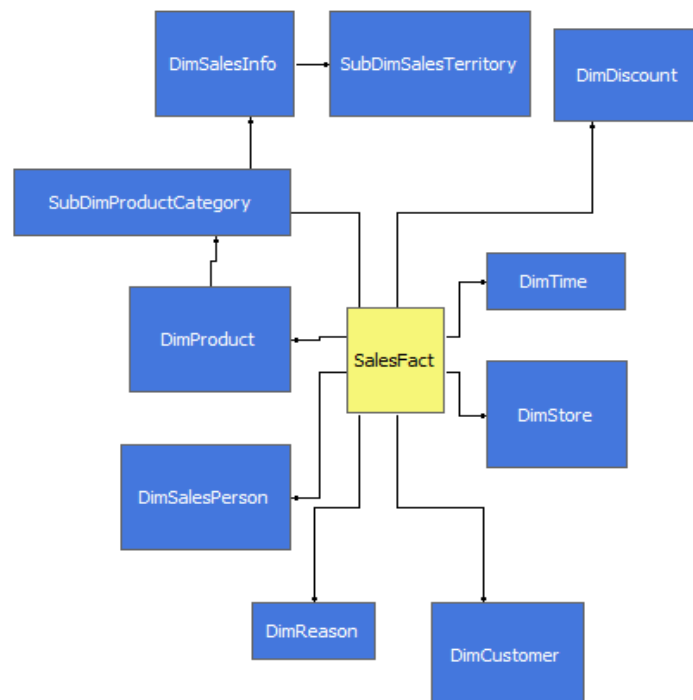 DimSalesInfo
SubDimSalesTerritory
DimDiscount
SubDimProductCategory
DimTime
DimProduct
SalesFact
DimStore
DimSalesPerson
DimReason
DimCustomer